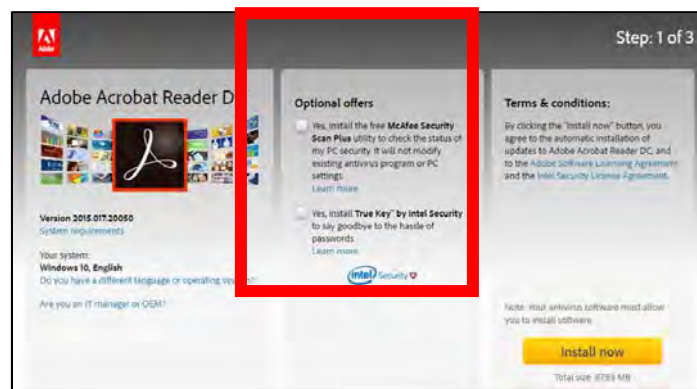 Adobe
Step: 1 of 3
Adobe Acrobat Reader D
Version 2015.017.20050
System requirements
Your system:
Windows 10, English
Do you have a different language or operating system?
Are you an IT manager or OEM?
Optional offers
Yes, install the free McAfee Security
Scan Plus utility to check the status of
my PC security. It will not modify
existing antivirus program or PC
settings.
Learn more
Yes, install True Key™ by Intel Security
to say goodbye to the hassle of
passwords.
Learn more
intel Security
Terms & conditions:
By clicking the "Install now" button, you
agree to the automatic installation of
updates to Adobe Acrobat Reader DC, and
to the Adobe Software Licensing Agreement
and the Intel Security License Agreement.
Note: Your antivirus software must allow
you to install software.
Install now
Total size: MB